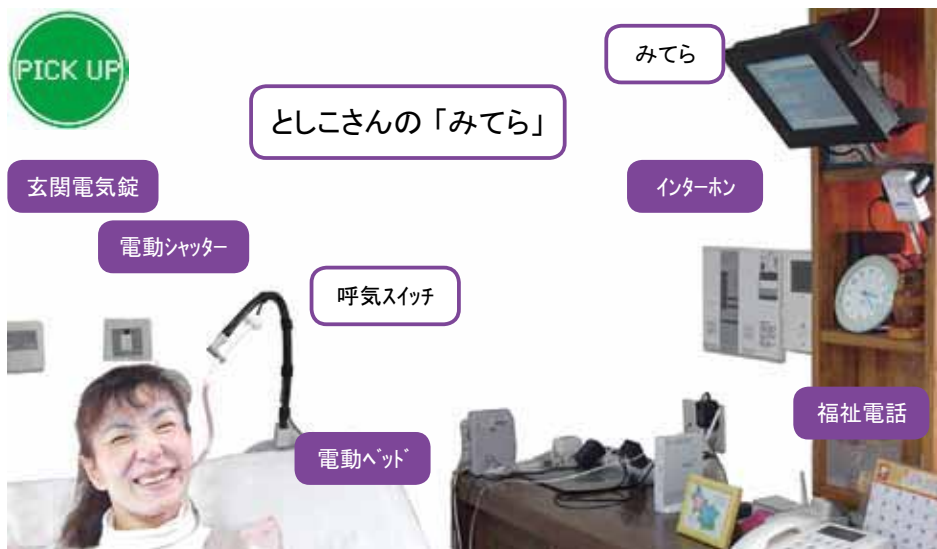 PICK UP
みてら
としこさんの「みてら」
玄関電気錠
インターホン
電動シャッター
呼気スイッチ
福祉電話
電動ベッド